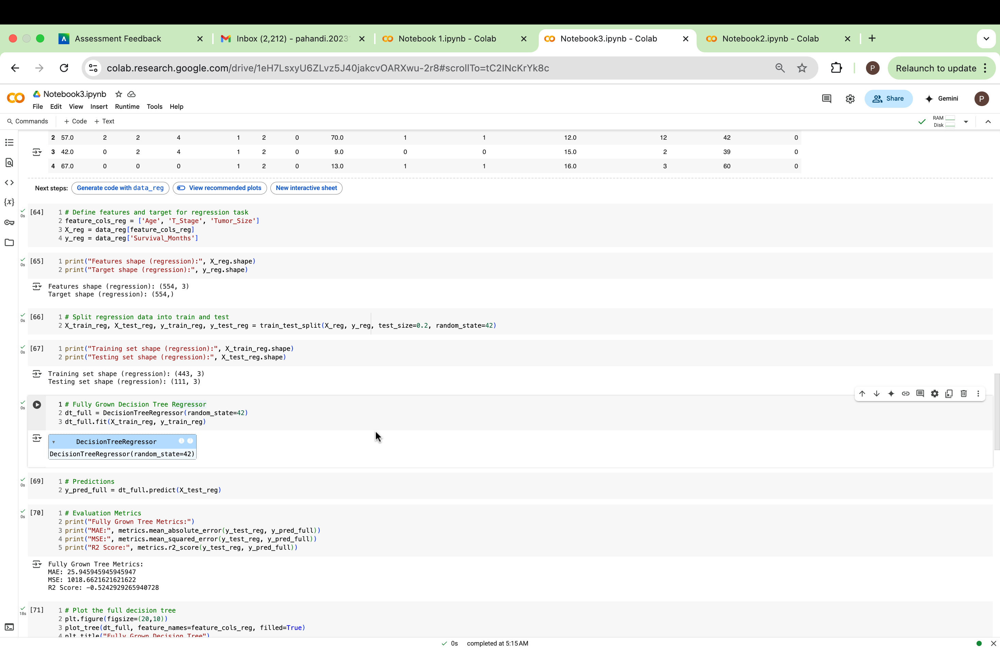 Assessment Feedback
Inbox (2,212) - pahandi.2023
Notebook 1.ipynb - Colab
Notebook3.ipynb - Colab
Notebook2.ipynb - Colab
colab.research.google.com/drive/1eH7LsxyU6ZLvz5J40jakcvOARXwu-2r8#scrollTo=tC2INcKrYk8c
P
Relaunch to update
Notebook3.ipynb
File Edit View Insert Runtime Tools Help
Share
Gemini
P
Commands + Code + Text
RAM
Disk
2 57.0 2 2 4 1 2 0 70.0 1 1 12.0 12 42 0
3 42.0 0 2 4 1 2 0 9.0 0 0 15.0 2 39 0
4 67.0 0 0 0 1 2 0 13.0 1 1 16.0 3 60 0
Next steps: Generate code with data_reg View recommended plots New interactive sheet
0s [64] 1 # Define features and target for regression task
2 feature_cols_reg = ['Age', 'T_Stage', 'Tumor_Size']
3 X_reg = data_reg[feature_cols_reg]
4 y_reg = data_reg['Survival_Months']
0s [65] 1 print("Features shape (regression):", X_reg.shape)
2 print("Target shape (regression):", y_reg.shape)
Features shape (regression): (554, 3)
Target shape (regression): (554,)
0s [66] 1 # Split regression data into train and test
2 X_train_reg, X_test_reg, y_train_reg, y_test_reg = train_test_split(X_reg, y_reg, test_size=0.2, random_state=42)
0s [67] 1 print("Training set shape (regression):", X_train_reg.shape)
2 print("Testing set shape (regression):", X_test_reg.shape)
Training set shape (regression): (443, 3)
Testing set shape (regression): (111, 3)
0s 1 # Fully Grown Decision Tree Regressor
2 dt_full = DecisionTreeRegressor(random_state=42)
3 dt_full.fit(X_train_reg, y_train_reg)
DecisionTreeRegressor i ?
DecisionTreeRegressor(random_state=42)
0s [69] 1 # Predictions
2 y_pred_full = dt_full.predict(X_test_reg)
0s [70] 1 # Evaluation Metrics
2 print("Fully Grown Tree Metrics:")
3 print("MAE:", metrics.mean_absolute_error(y_test_reg, y_pred_full))
4 print("MSE:", metrics.mean_squared_error(y_test_reg, y_pred_full))
5 print("R2 Score:", metrics.r2_score(y_test_reg, y_pred_full))
Fully Grown Tree Metrics:
MAE: 25.945945945945947
MSE: 1018.6621621621622
R2 Score: -0.5242929265940728
18s [71] 1 # Plot the full decision tree
2 plt.figure(figsize=(20,10))
3 plot_tree(dt_full, feature_names=feature_cols_reg, filled=True)
4 plt.title("Fully Grown Decision Tree")
0s completed at 5:15 AM